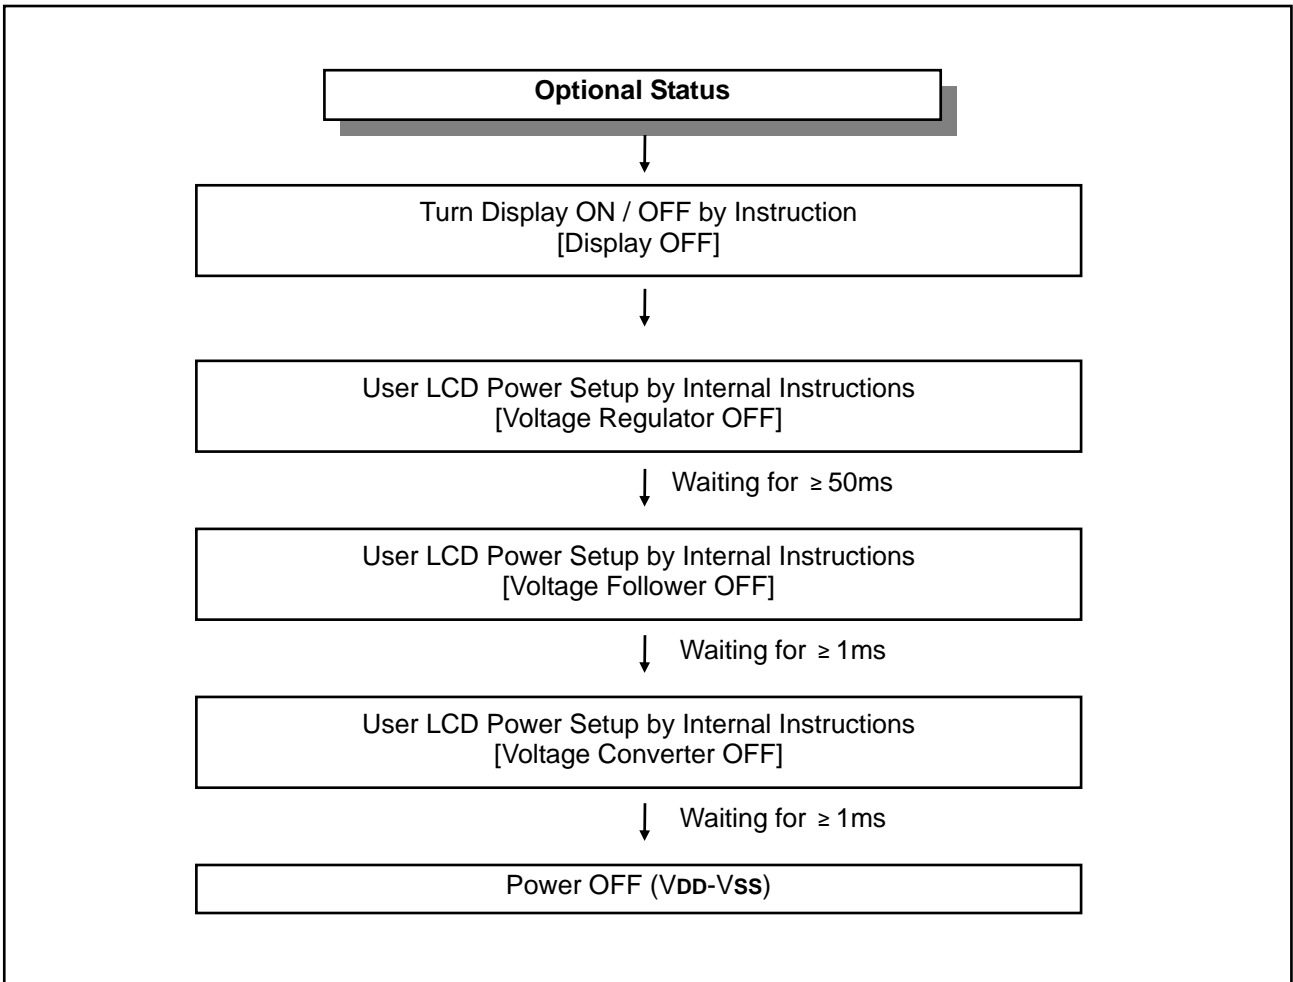 Optional Status
Turn Display ON / OFF by Instruction
[Display OFF]
User LCD Power Setup by Internal Instructions
[Voltage Regulator OFF]
Waiting for ≥ 50ms
User LCD Power Setup by Internal Instructions
[Voltage Follower OFF]
Waiting for ≥ 1ms
User LCD Power Setup by Internal Instructions
[Voltage Converter OFF]
Waiting for ≥ 1ms
Power OFF (VDD-VSS)